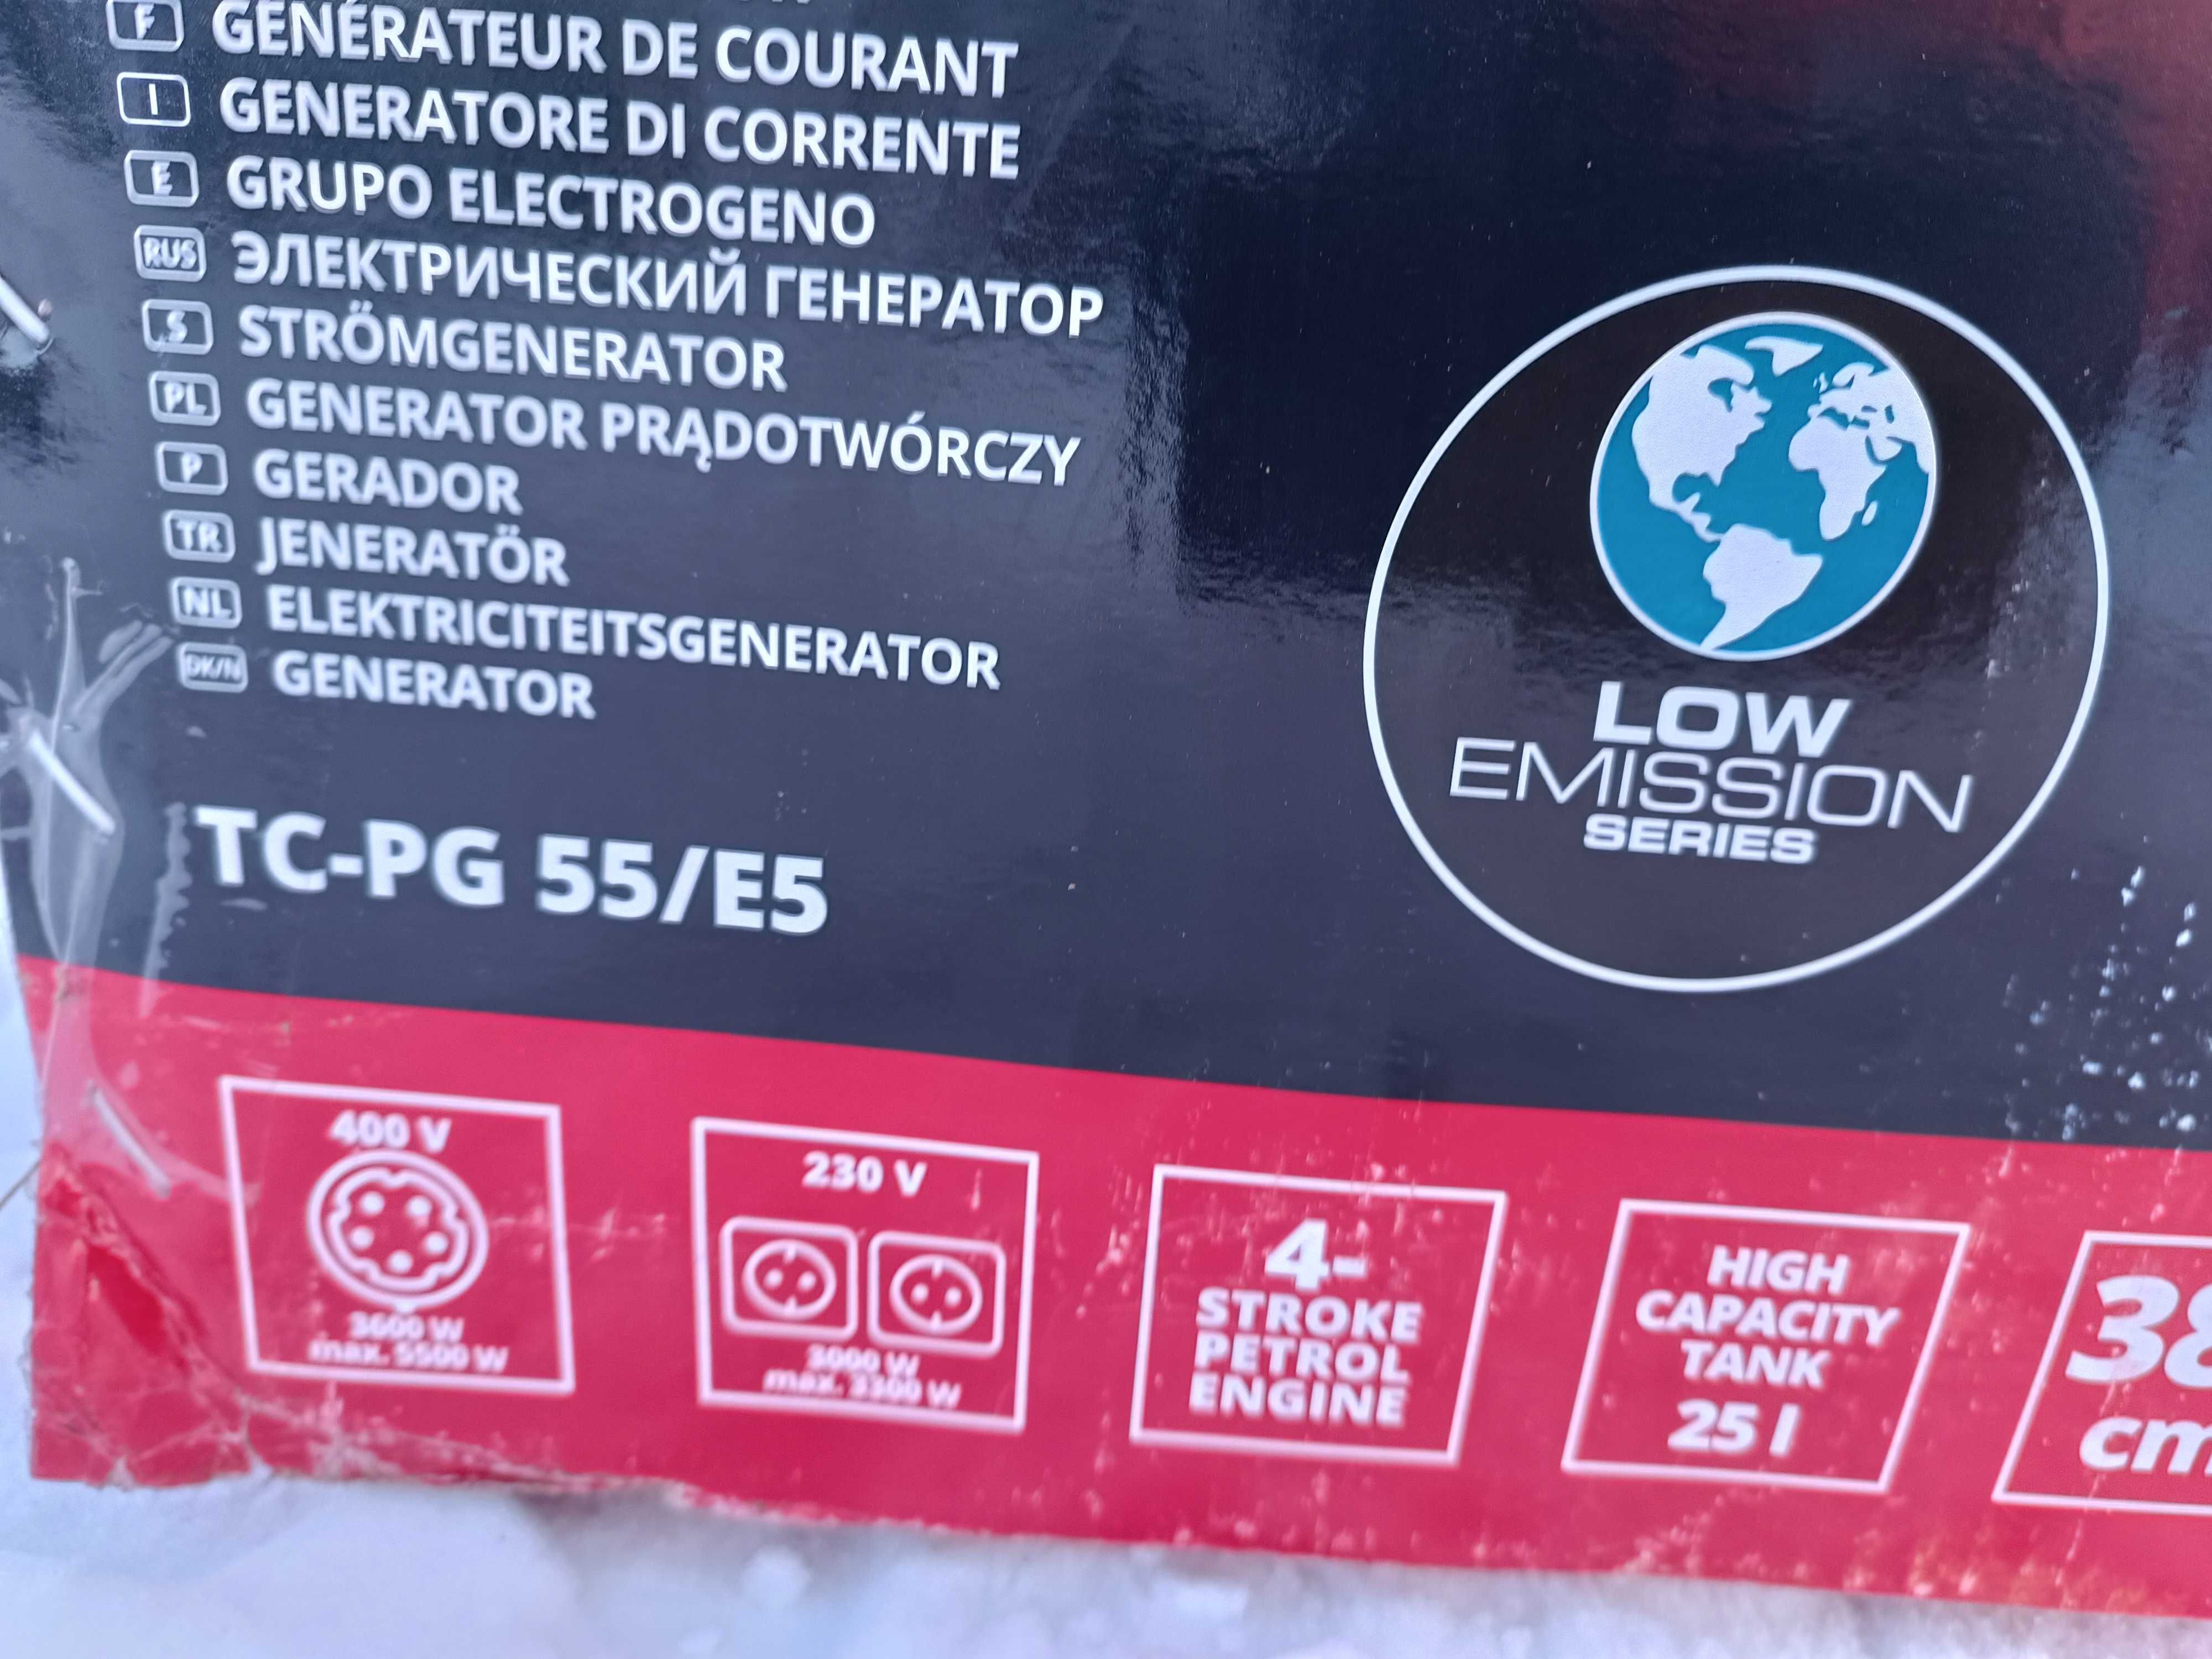 F GÉNÉRATEUR DE COURANT
I GENERATORE DI CORRENTE
E GRUPO ELECTROGENO
RUS ЭЛЕКТРИЧЕСКИЙ ГЕНЕРАТОР
S STRÖMGENERATOR
PL GENERATOR PRĄDOTWÓRCZY
P GERADOR
TR JENERATÖR
NL ELEKTRICITEITSGENERATOR
DK/N GENERATOR
TC-PG 55/E5
LOW
EMISSION
SERIES
400 V
3600 W
max. 5500 W
230 V
3000 W
max. 3300 W
4-
STROKE
PETROL
ENGINE
HIGH
CAPACITY
TANK
25 l